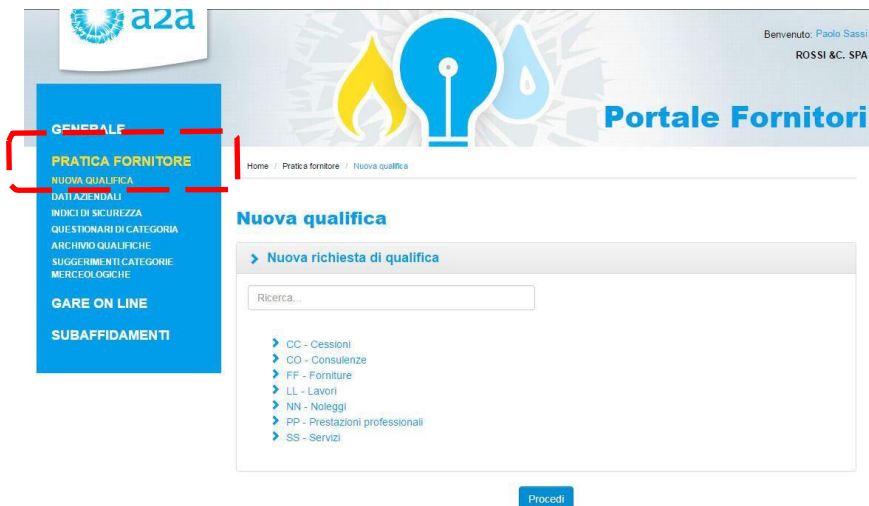 a2a
Benvenuto: Paolo Sassi
ROSSI &C. SPA
Portale Fornitori
GENERALE
PRATICA FORNITORE
NUOVA QUALIFICA
DATI AZIENDALI
INDICI DI SICUREZZA
QUESTIONARI DI CATEGORIA
ARCHIVIO QUALIFICHE
SUGGERIMENTI CATEGORIE
MERCEOLOGICHE
GARE ON LINE
SUBAFFIDAMENTI
Home / Pratica fornitore / Nuova qualifica
Nuova qualifica
Nuova richiesta di qualifica
Ricerca...
CC - Cessioni
CO - Consulenze
FF - Forniture
LL - Lavori
NN - Noleggi
PP - Prestazioni professionali
SS - Servizi
Procedi